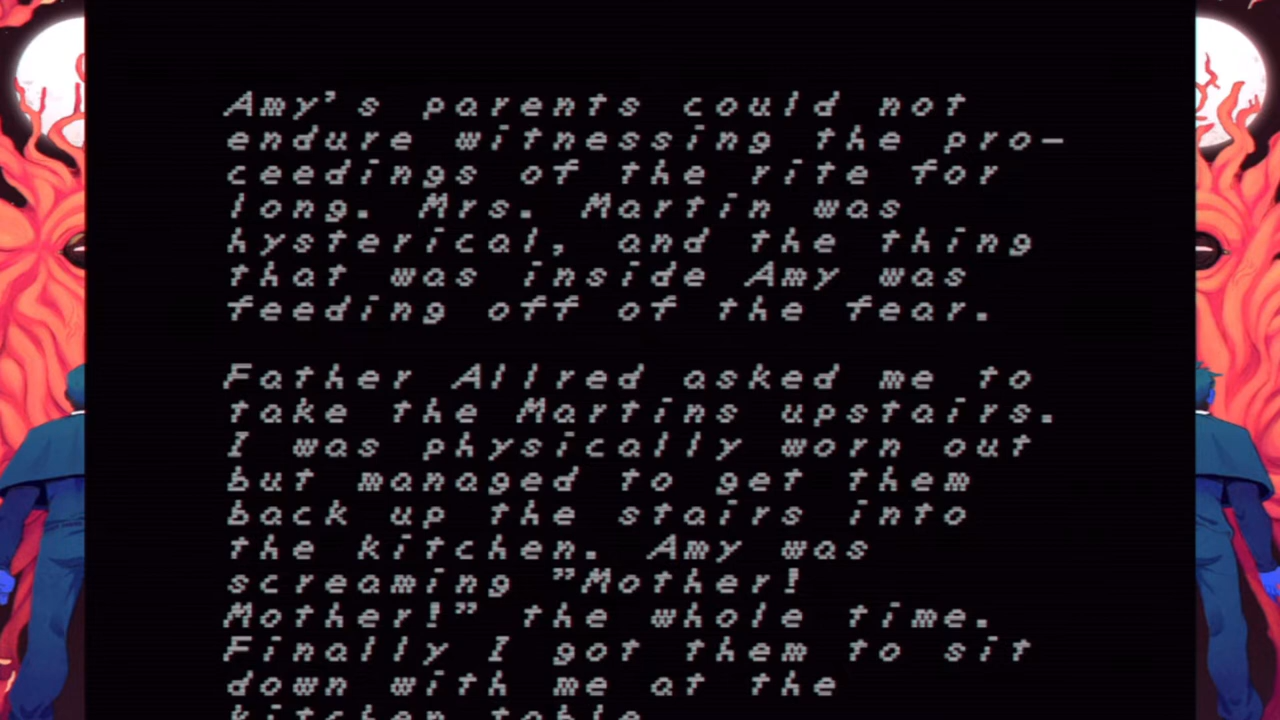 Amy's parents could not
endure witnessing the pro-
ceedings of the rite for
long. Mrs. Martin was
hysterical, and the thing
that was inside Amy was
feeding off of the fear.
Father Allred asked me to
take the Martins upstairs.
I was physically worn out
but managed to get them
back up the stairs into
the kitchen. Amy was
screaming "Mother!
Mother!" the whole time.
Finally I got them to sit
down with me at the
kitchen table